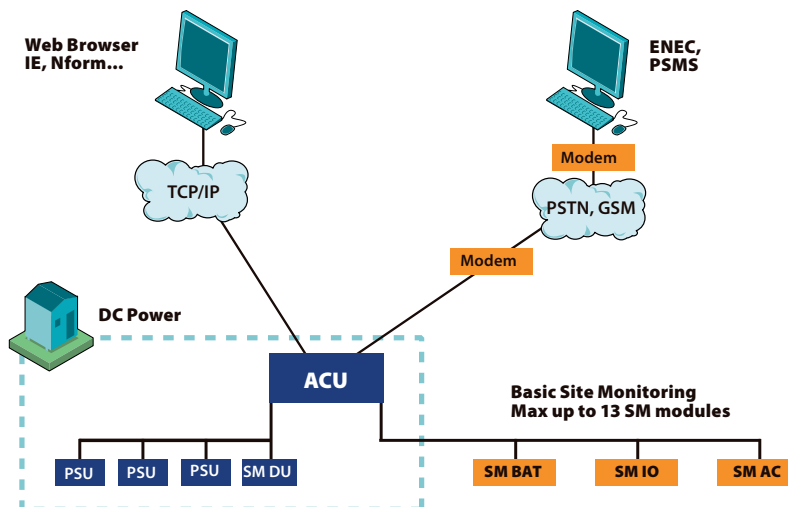 Web Browser
IE, Nform...
ENEC,
PSMS
Modem
TCP/IP
PSTN, GSM
Modem
DC Power
ACU
Basic Site Monitoring
Max up to 13 SM modules
PSU
PSU
PSU
SM DU
SM BAT
SM IO
SM AC